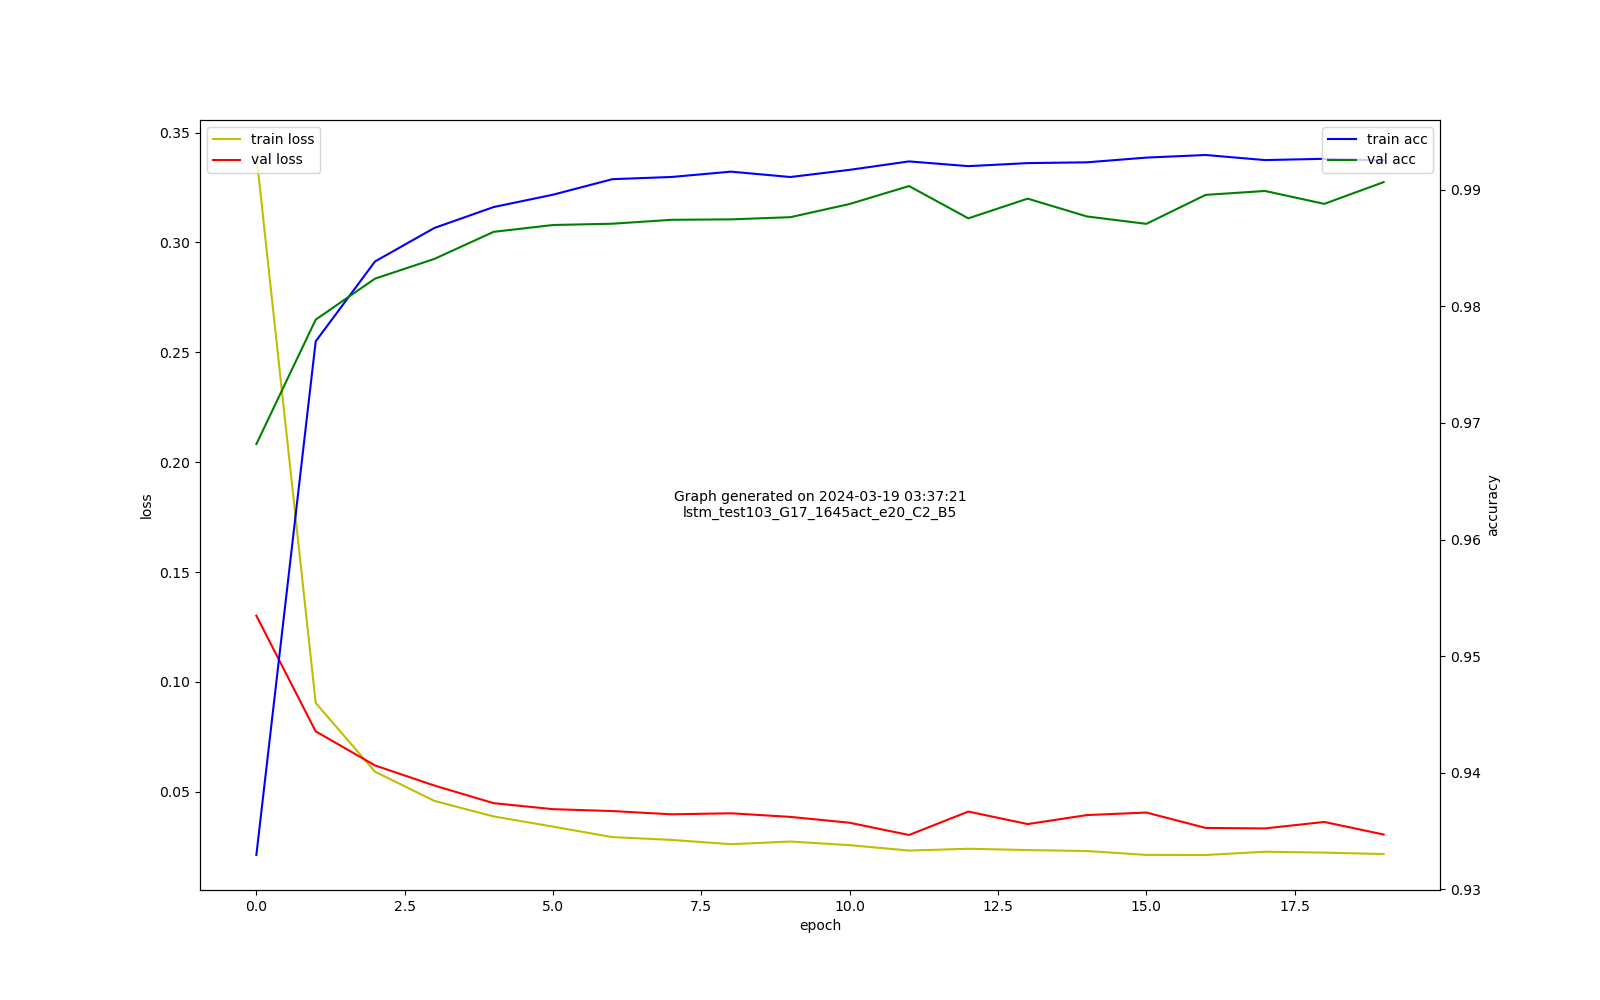 train loss
val loss
train acc
val acc
0.35
0.30
0.25
0.20
0.15
0.10
0.05
loss
0.99
0.98
0.97
0.96
0.95
0.94
0.93
accuracy
Graph generated on 2024-03-19 03:37:21
lstm_test103_G17_1645act_e20_C2_B5
0.0 2.5 5.0 7.5 10.0 12.5 15.0 17.5
epoch